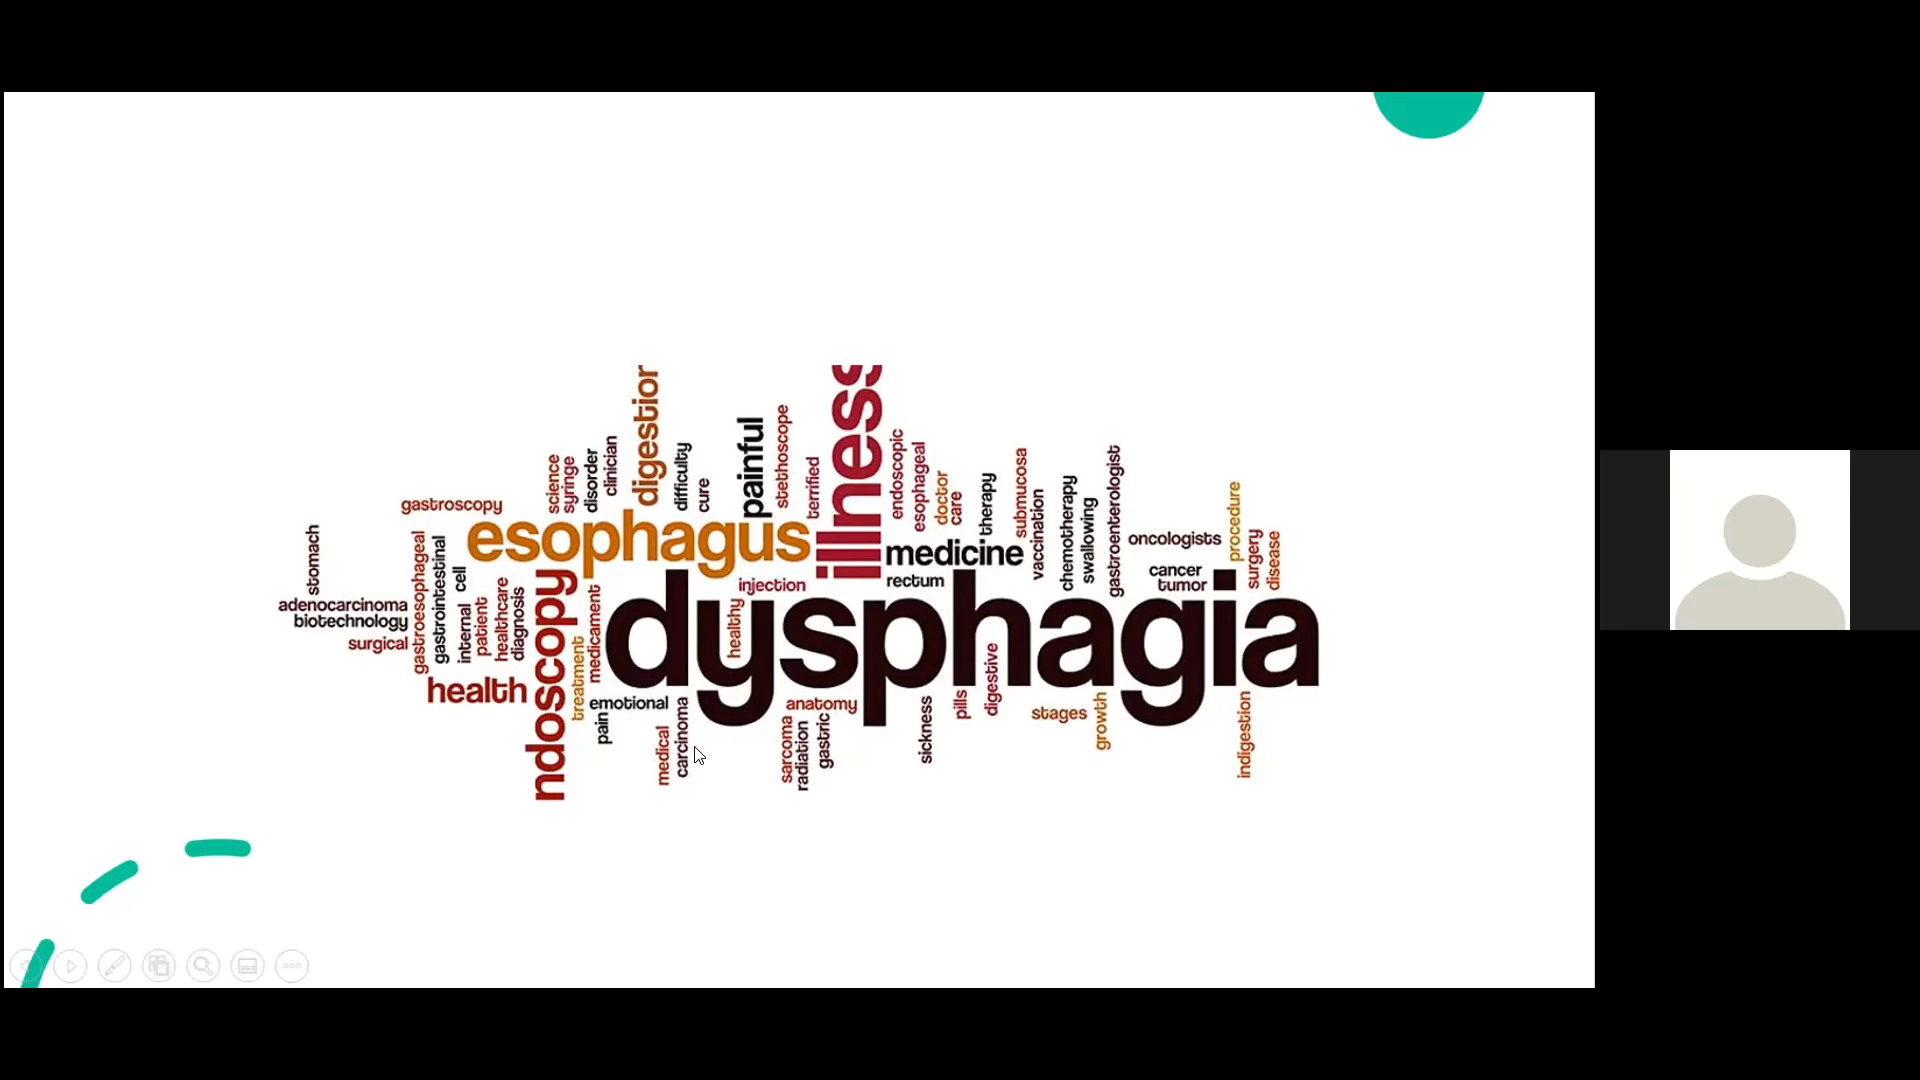 stomach
adenocarcinoma
biotechnology
surgical
gastroscopy
gastroesophageal
gastrointestinal
cell
internal
patient
healthcare
diagnosis
health
esophagus
science
syringe
disorder
clinician
digestior
difficulty
cure
painful
stethoscope
terrified
illness
endoscopic
esophageal
doctor
care
therapy
submucosa
vaccination
chemotherapy
swallowing
gastroenterologist
oncologists
procedure
surgery
disease
medicine
rectum
cancer
tumor
injection
healthy
ndoscopy
treatment
medicament
dysphagia
emotional
pain
medical
carcinoma
anatomy
sarcoma
radiation
gastric
sickness
pills
digestive
stages
growth
indigestion